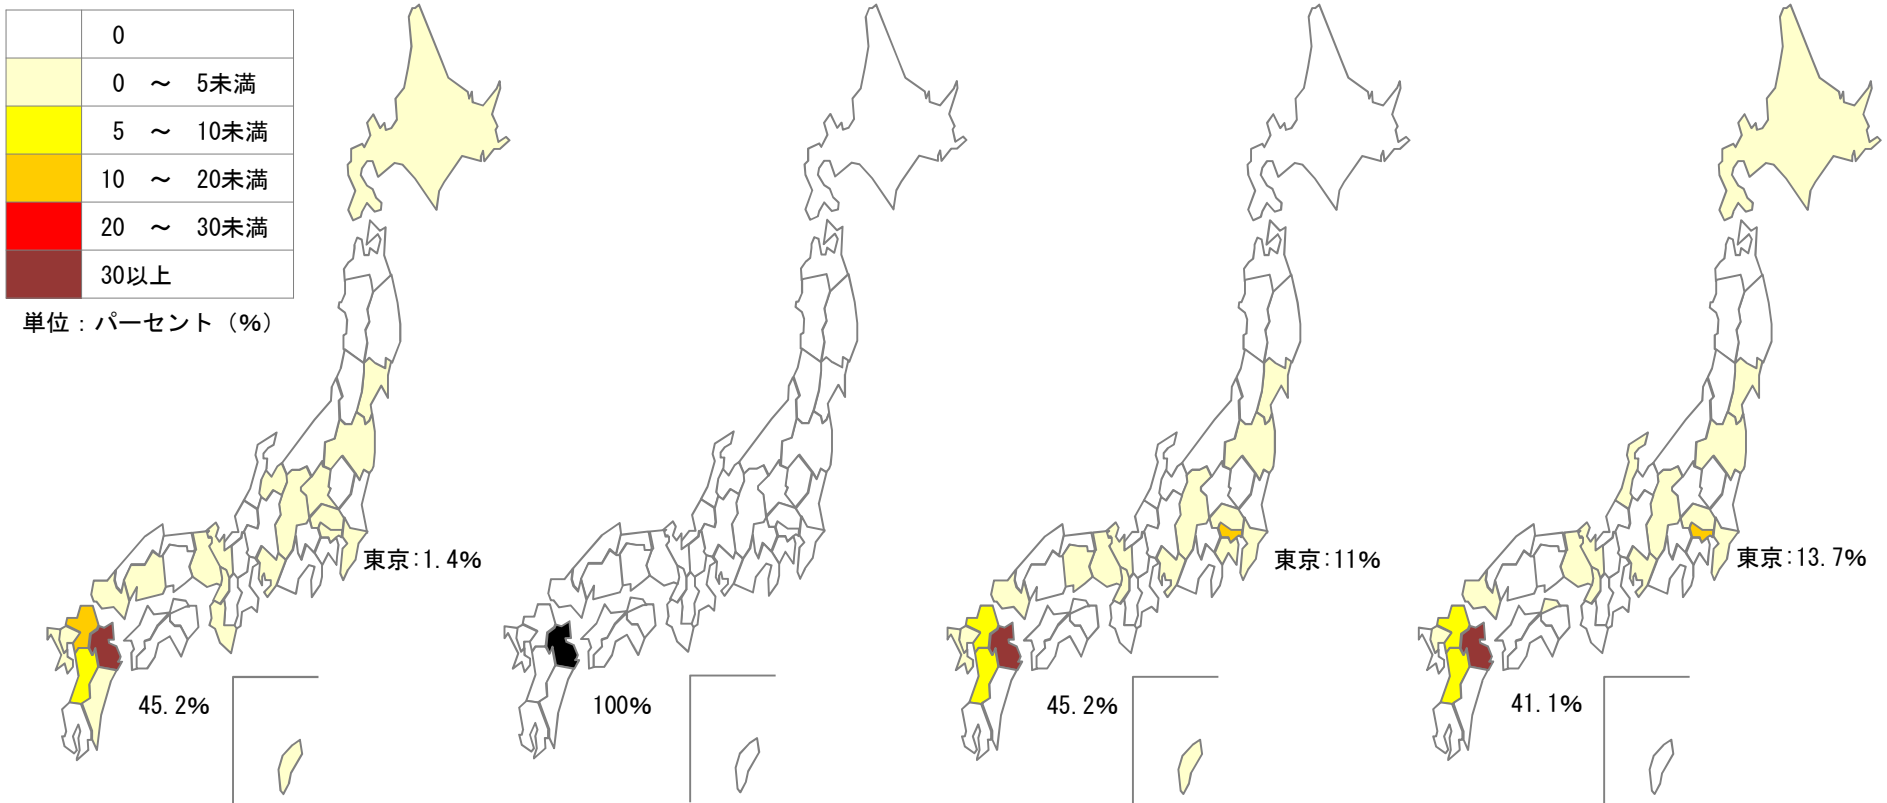 0
0 ～ 5未満
5 ～ 10未満
10 ～ 20未満
20 ～ 30未満
30以上
単位：パーセント（%）
東京:1.4%
東京:11%
東京:13.7%
45.2%
100%
45.2%
41.1%